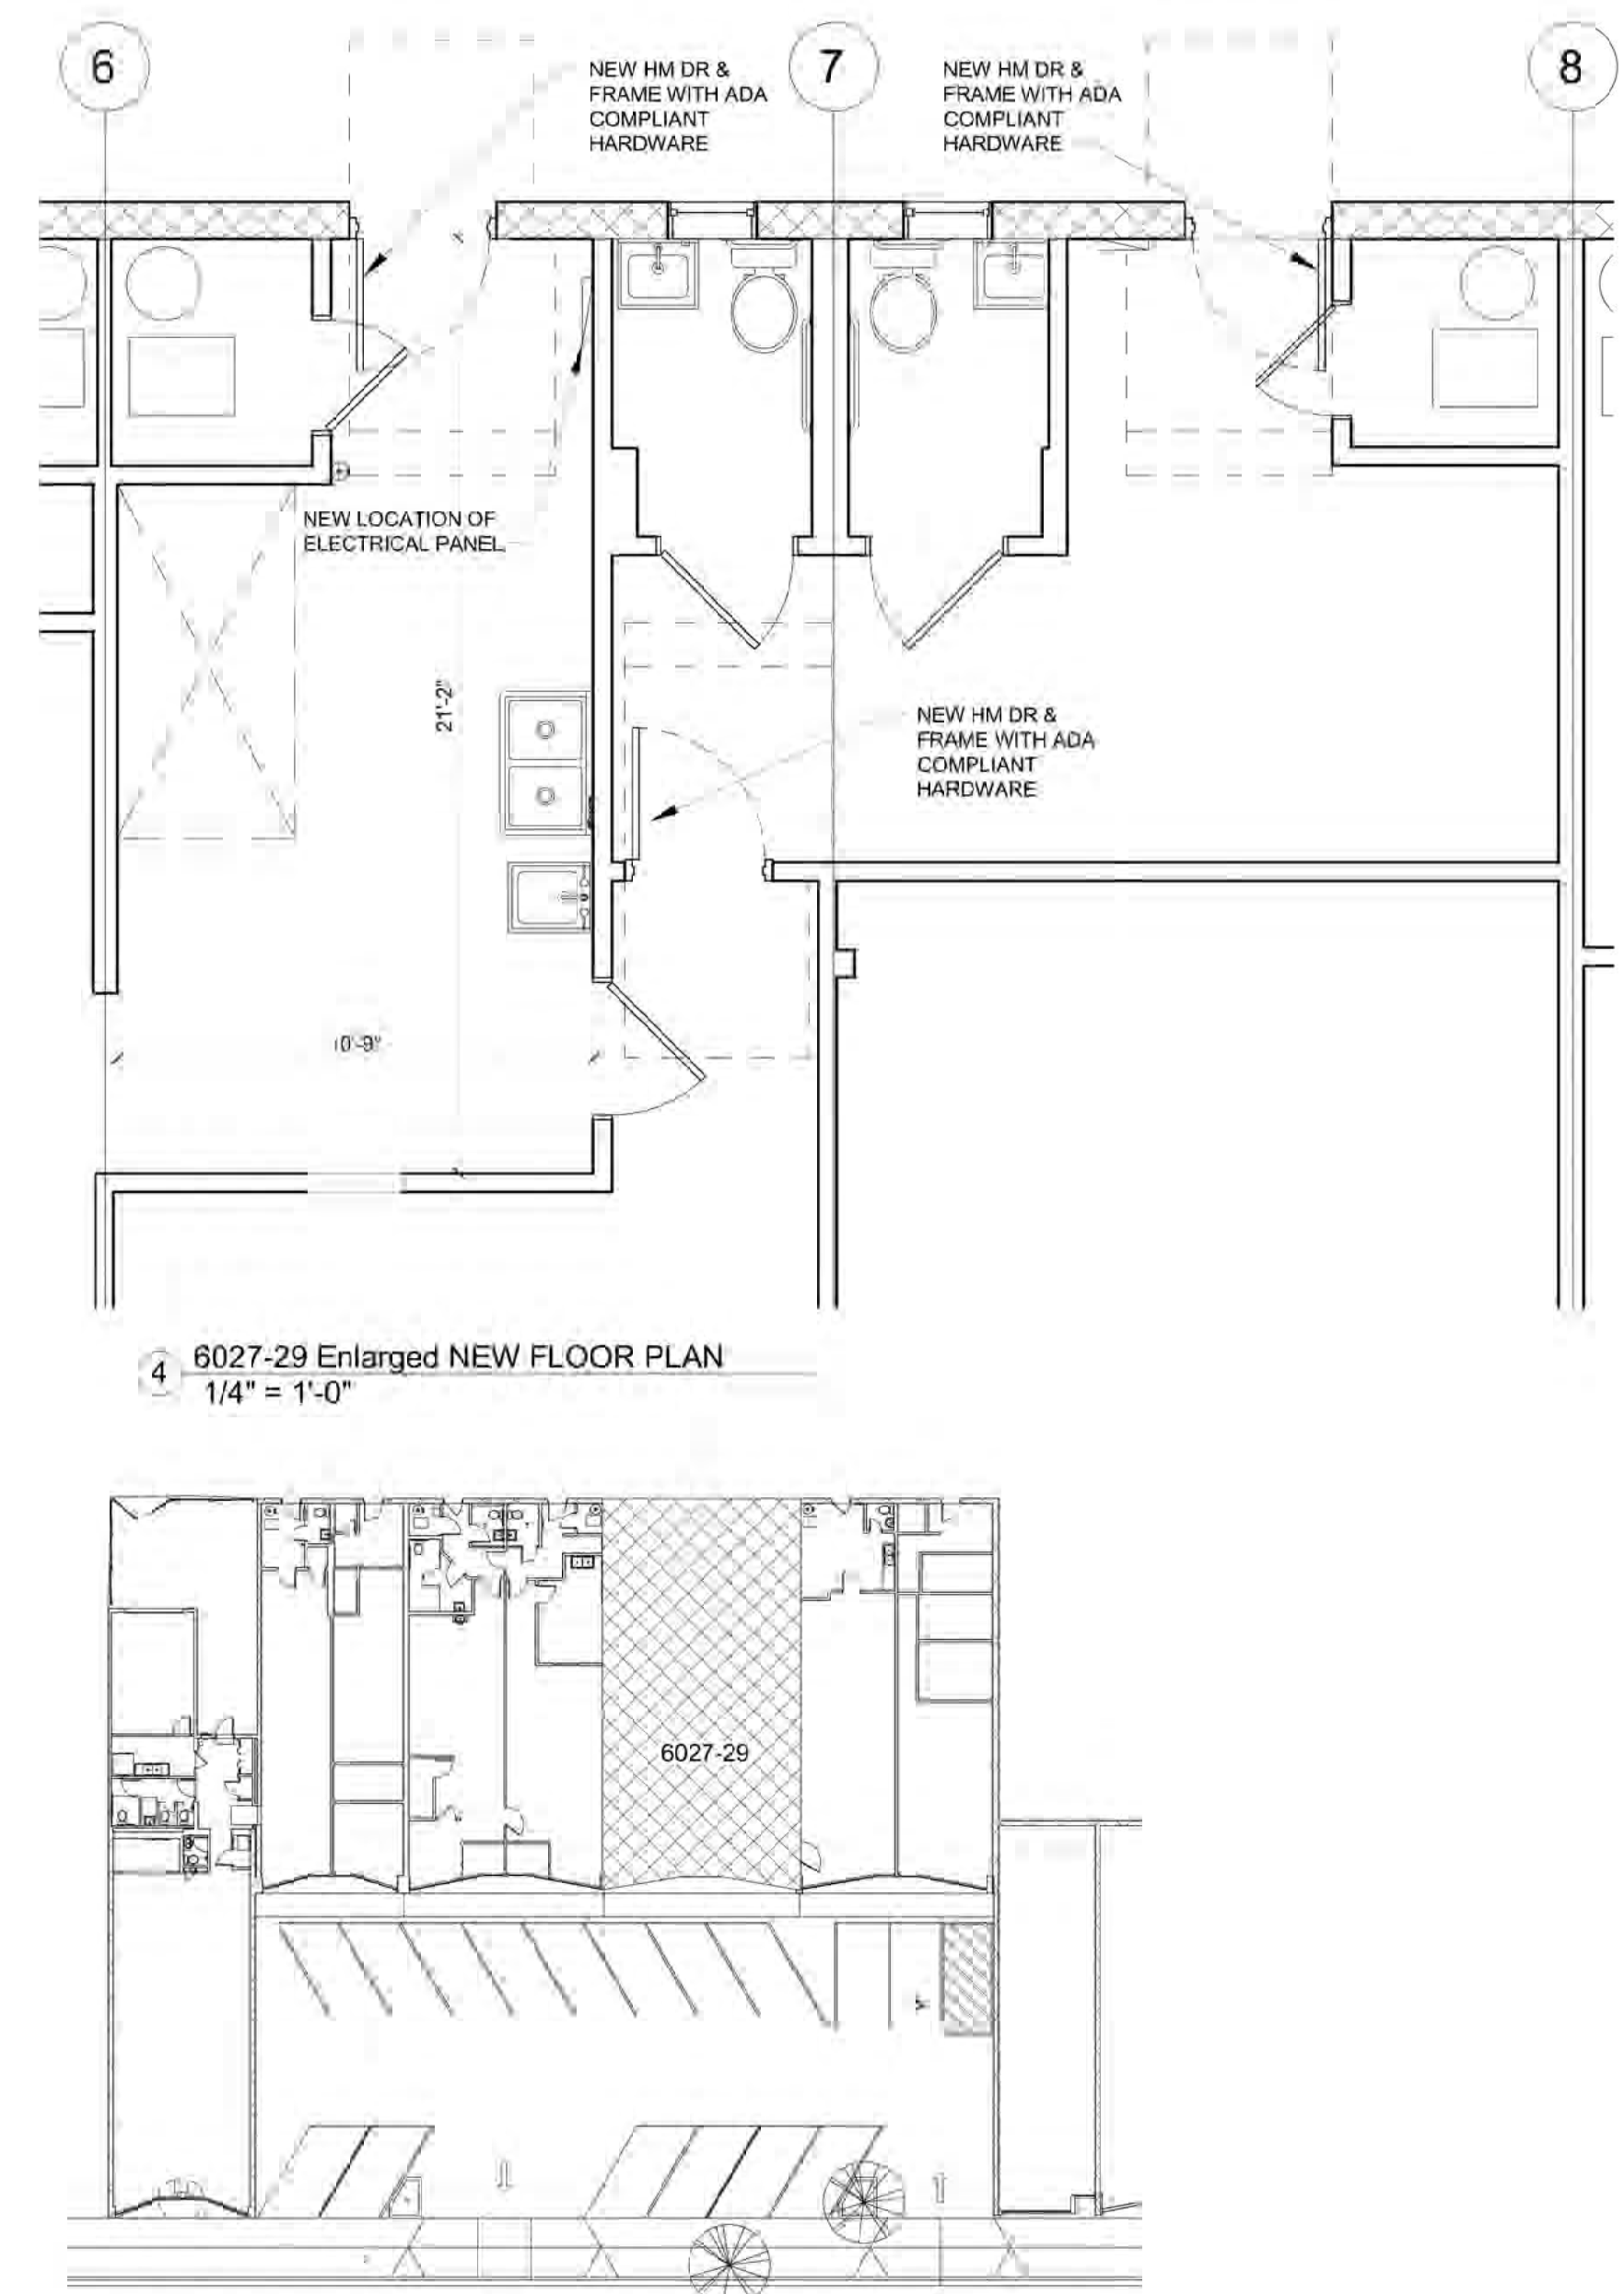 6
7
8
NEW HM DR &
FRAME WITH ADA
COMPLIANT
HARDWARE
NEW HM DR &
FRAME WITH ADA
COMPLIANT
HARDWARE
NEW LOCATION OF
ELECTRICAL PANEL
21'-2"
NEW HM DR &
FRAME WITH ADA
COMPLIANT
HARDWARE
10'-9"
4
6027-29 Enlarged NEW FLOOR PLAN
1/4" = 1'-0"
6027-29